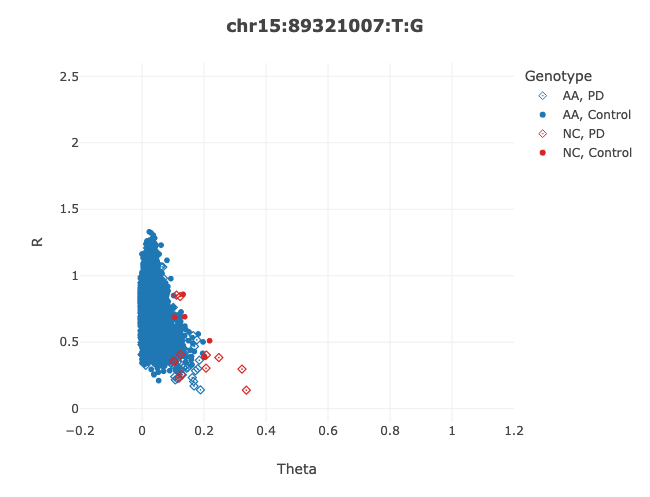 chr15:89321007:T:G
Genotype
AA, PD
AA, Control
NC, PD
NC, Control
2.5
2
1.5
1
0.5
0
R
−0.2
0
0.2
0.4
0.6
0.8
1
1.2
Theta